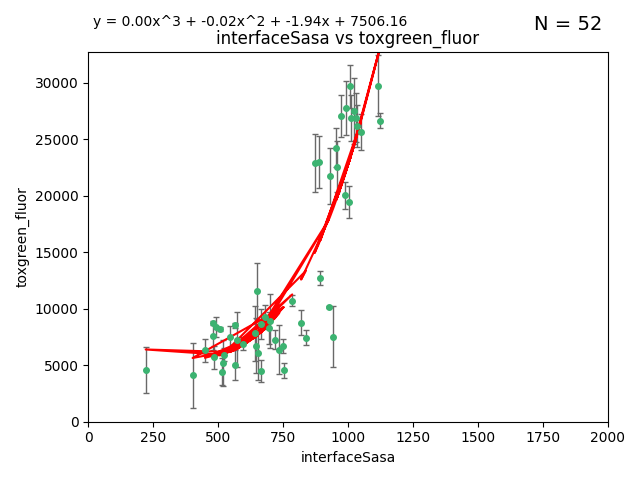 y = 0.00x^3 + -0.02x^2 + -1.94x + 7506.16
N = 52
interfaceSasa vs toxgreen_fluor
30000
25000
20000
15000
10000
5000
0
toxgreen_fluor
0 250 500 750 1000 1250 1500 1750 2000
interfaceSasa